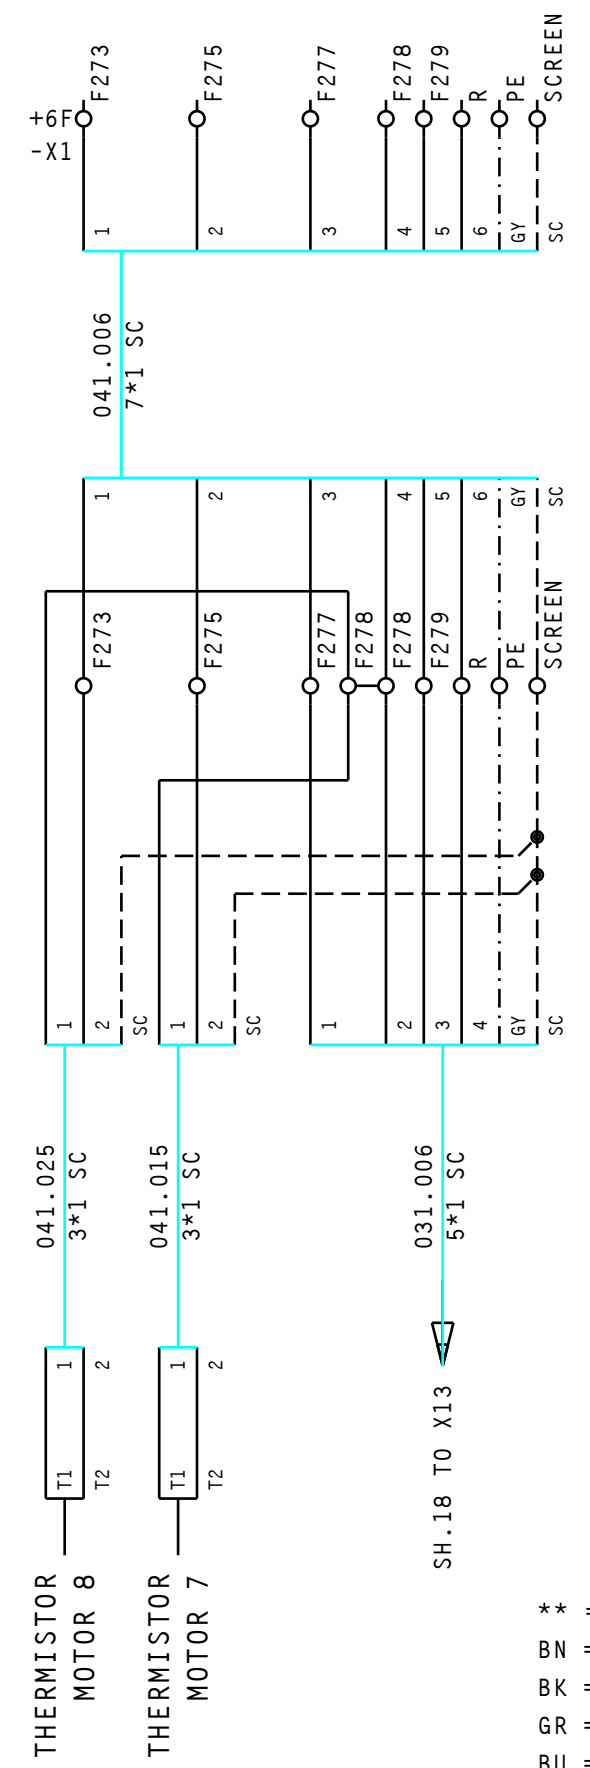 F273
F275
F277
F278
F279
R
PE
SCREEN
+6F
-X1
1
2
3
4
5
6
GY
SC
041.006
7*1 SC
1
2
3
4
5
6
GY
SC
F273
F275
F277
F278
F278
F279
R
PE
SCREEN
1
2
SC
1
2
SC
1
2
3
4
GY
SC
041.025
3*1 SC
041.015
3*1 SC
031.006
5*1 SC
1
2
1
2
T1
T2
T1
T2
SH.18 TO X13
THERMISTOR
MOTOR 8
THERMISTOR
MOTOR 7
** =
BN =
BK =
GR =
BU =